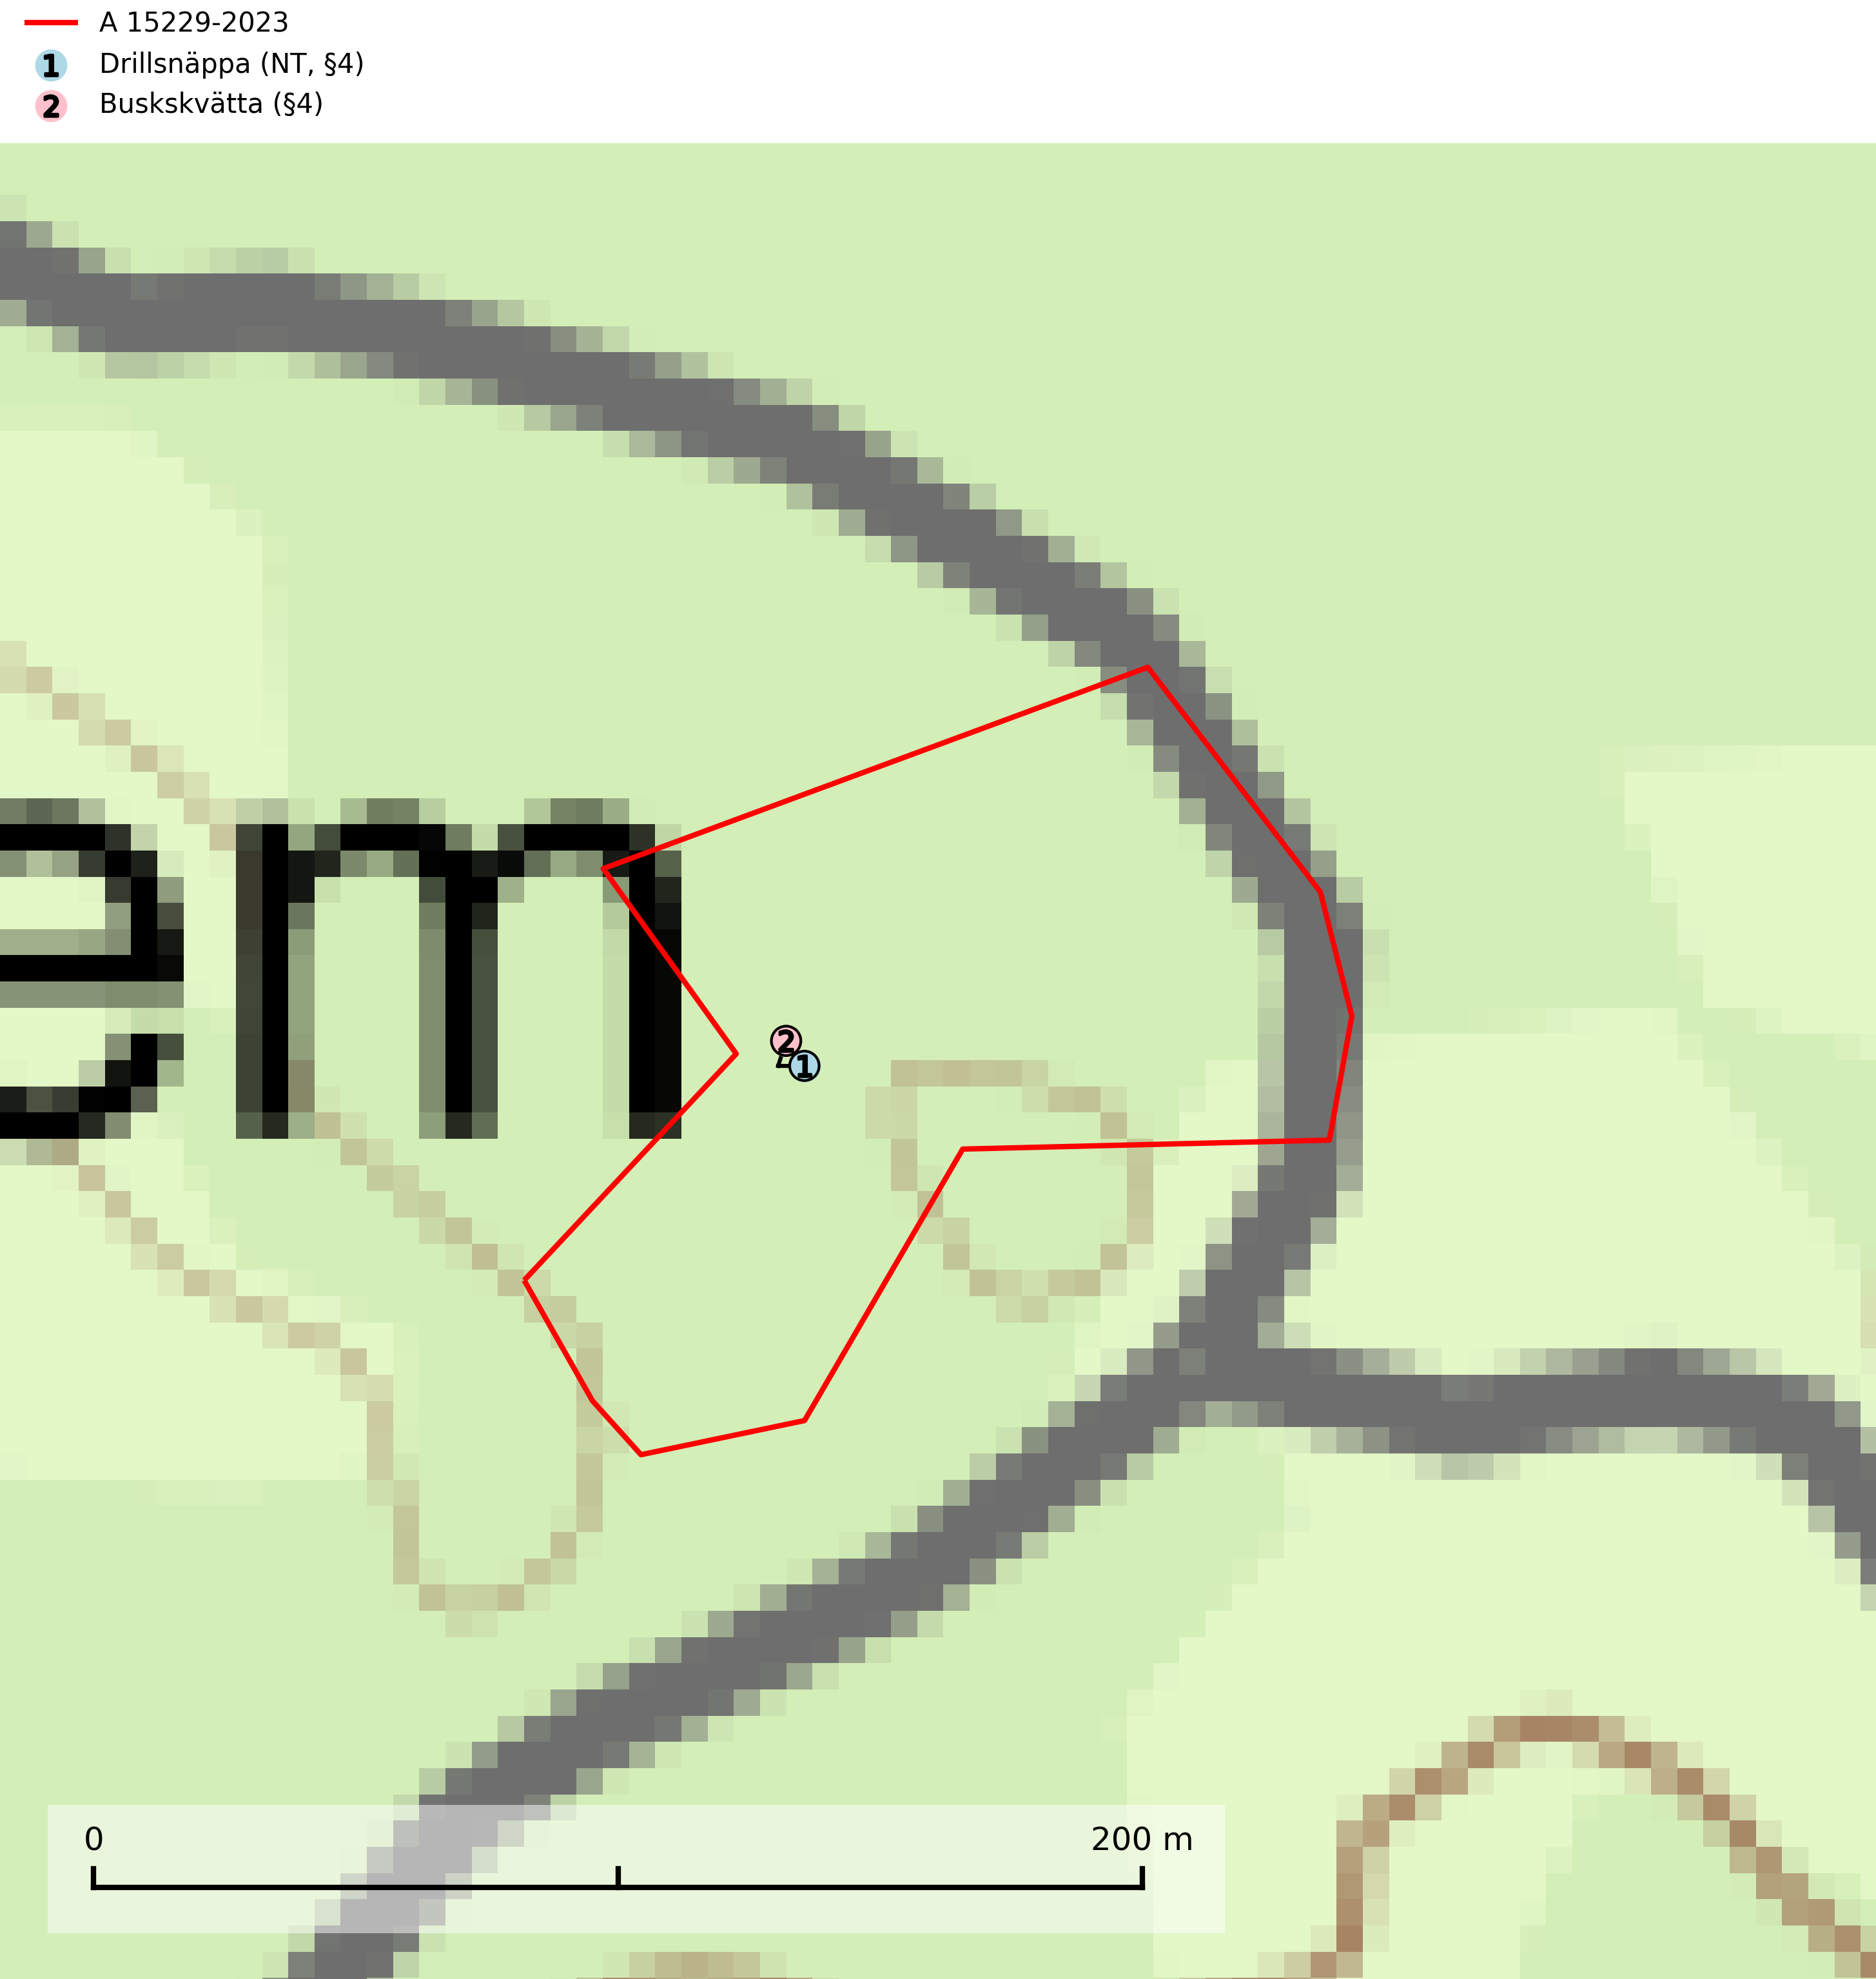 A 15229-2023
1 Drillsnäppa (NT, §4)
2 Buskskvätta (§4)
em
2
1
0 200 m